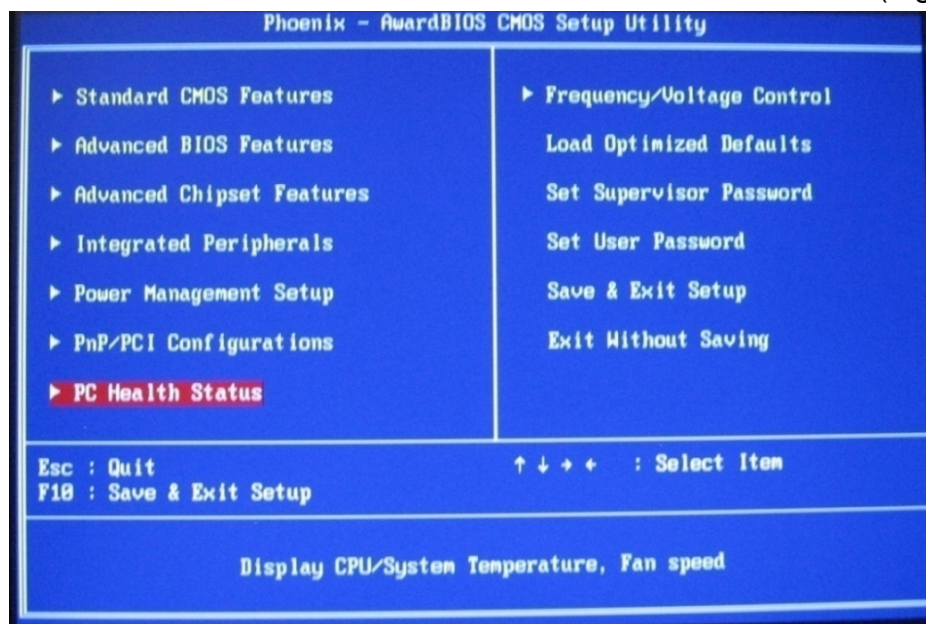 Phoenix - AwardBIOS CMOS Setup Utility
▶ Standard CMOS Features
▶ Advanced BIOS Features
▶ Advanced Chipset Features
▶ Integrated Peripherals
▶ Power Management Setup
▶ PnP/PCI Configurations
▶ PC Health Status
▶ Frequency/Voltage Control
Load Optimized Defaults
Set Supervisor Password
Set User Password
Save & Exit Setup
Exit Without Saving
Esc : Quit
F10 : Save & Exit Setup
↑ ↓ → ← : Select Item
Display CPU/System Temperature, Fan speed